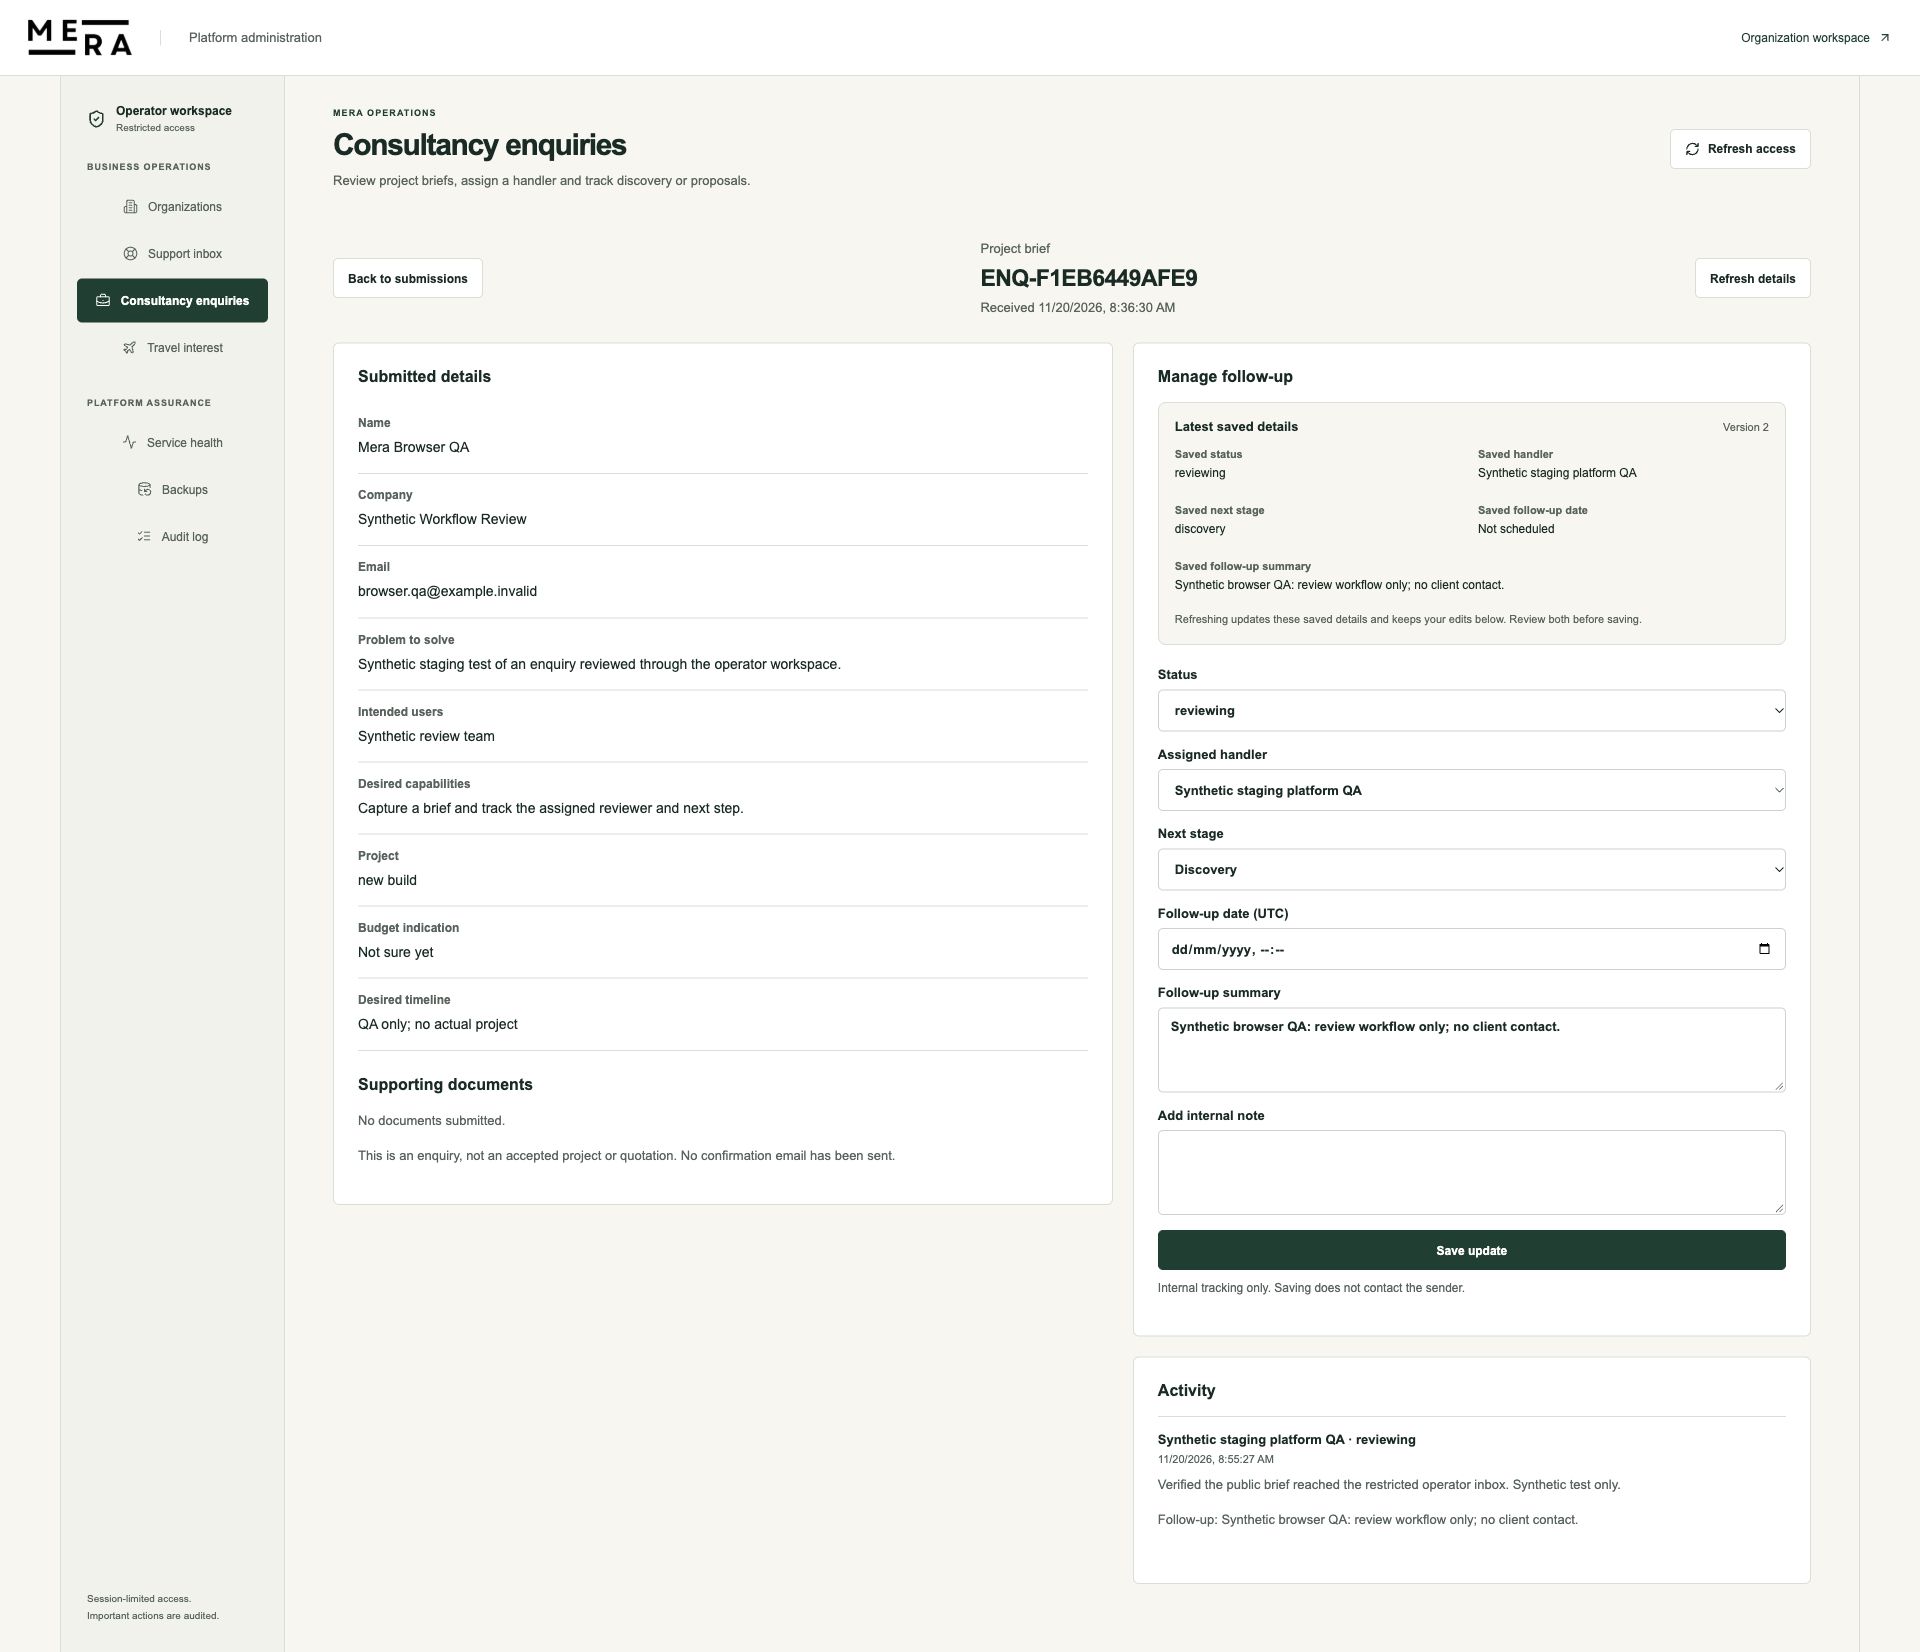 MERA
Platform administration
Organization workspace
Operator workspace
Restricted access
BUSINESS OPERATIONS
Organizations
Support inbox
Consultancy enquiries
Travel interest
PLATFORM ASSURANCE
Service health
Backups
Audit log
Session-limited access.
Important actions are audited.
MERA OPERATIONS
Consultancy enquiries
Review project briefs, assign a handler and track discovery or proposals.
Refresh access
Back to submissions
Project brief
ENQ-F1EB6449AFE9
Received 11/20/2026, 8:36:30 AM
Refresh details
Submitted details
Name
Mera Browser QA
Company
Synthetic Workflow Review
Email
browser.qa@example.invalid
Problem to solve
Synthetic staging test of an enquiry reviewed through the operator workspace.
Intended users
Synthetic review team
Desired capabilities
Capture a brief and track the assigned reviewer and next step.
Project
new build
Budget indication
Not sure yet
Desired timeline
QA only; no actual project
Supporting documents
No documents submitted.
This is an enquiry, not an accepted project or quotation. No confirmation email has been sent.
Manage follow-up
Latest saved details
Version 2
Saved status
reviewing
Saved handler
Synthetic staging platform QA
Saved next stage
discovery
Saved follow-up date
Not scheduled
Saved follow-up summary
Synthetic browser QA: review workflow only; no client contact.
Refreshing updates these saved details and keeps your edits below. Review both before saving.
Status
reviewing
Assigned handler
Synthetic staging platform QA
Next stage
Discovery
Follow-up date (UTC)
dd/mm/yyyy, --:--
Follow-up summary
Synthetic browser QA: review workflow only; no client contact.
Add internal note
Save update
Internal tracking only. Saving does not contact the sender.
Activity
Synthetic staging platform QA · reviewing
11/20/2026, 8:55:27 AM
Verified the public brief reached the restricted operator inbox. Synthetic test only.
Follow-up: Synthetic browser QA: review workflow only; no client contact.